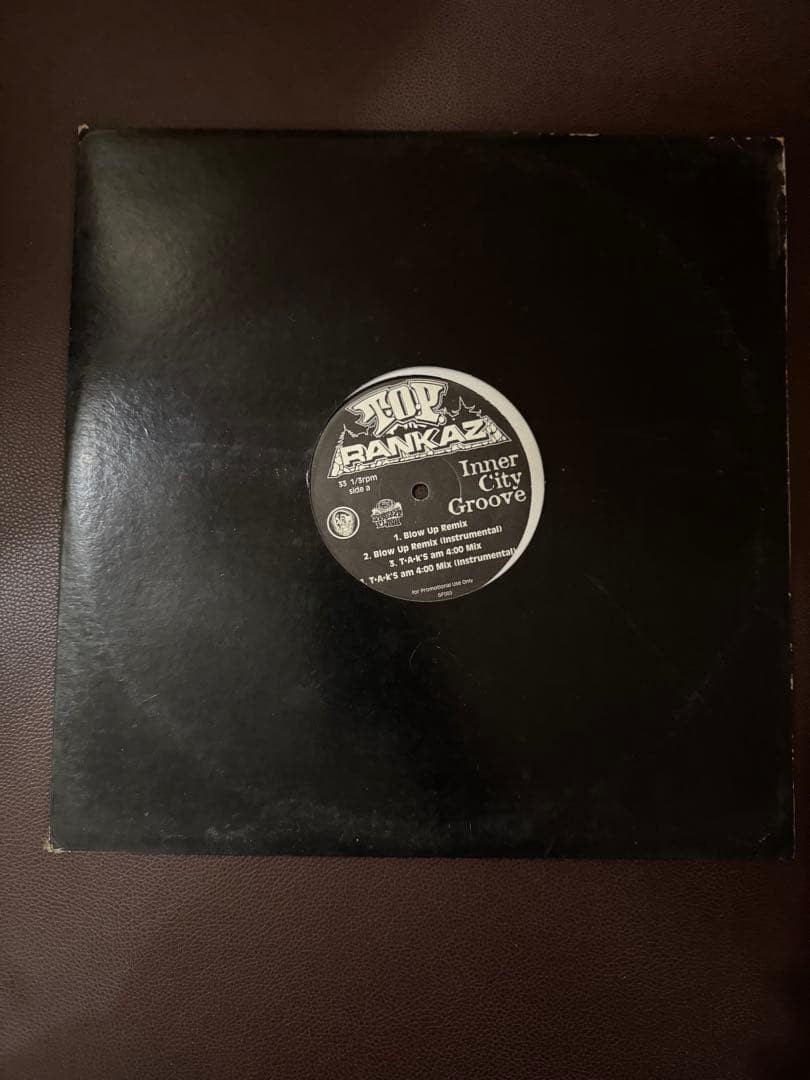 T.O.P.
RANKAZ
33 1/3rpm
side a
Inner
City
Groove
1. Blow Up Remix
2. Blow Up Remix (Instrumental)
3. T•A•k'S am 4:00 Mix
. T•A•k'S am 4:00 Mix (Instrumental)
For Promotional Use Only